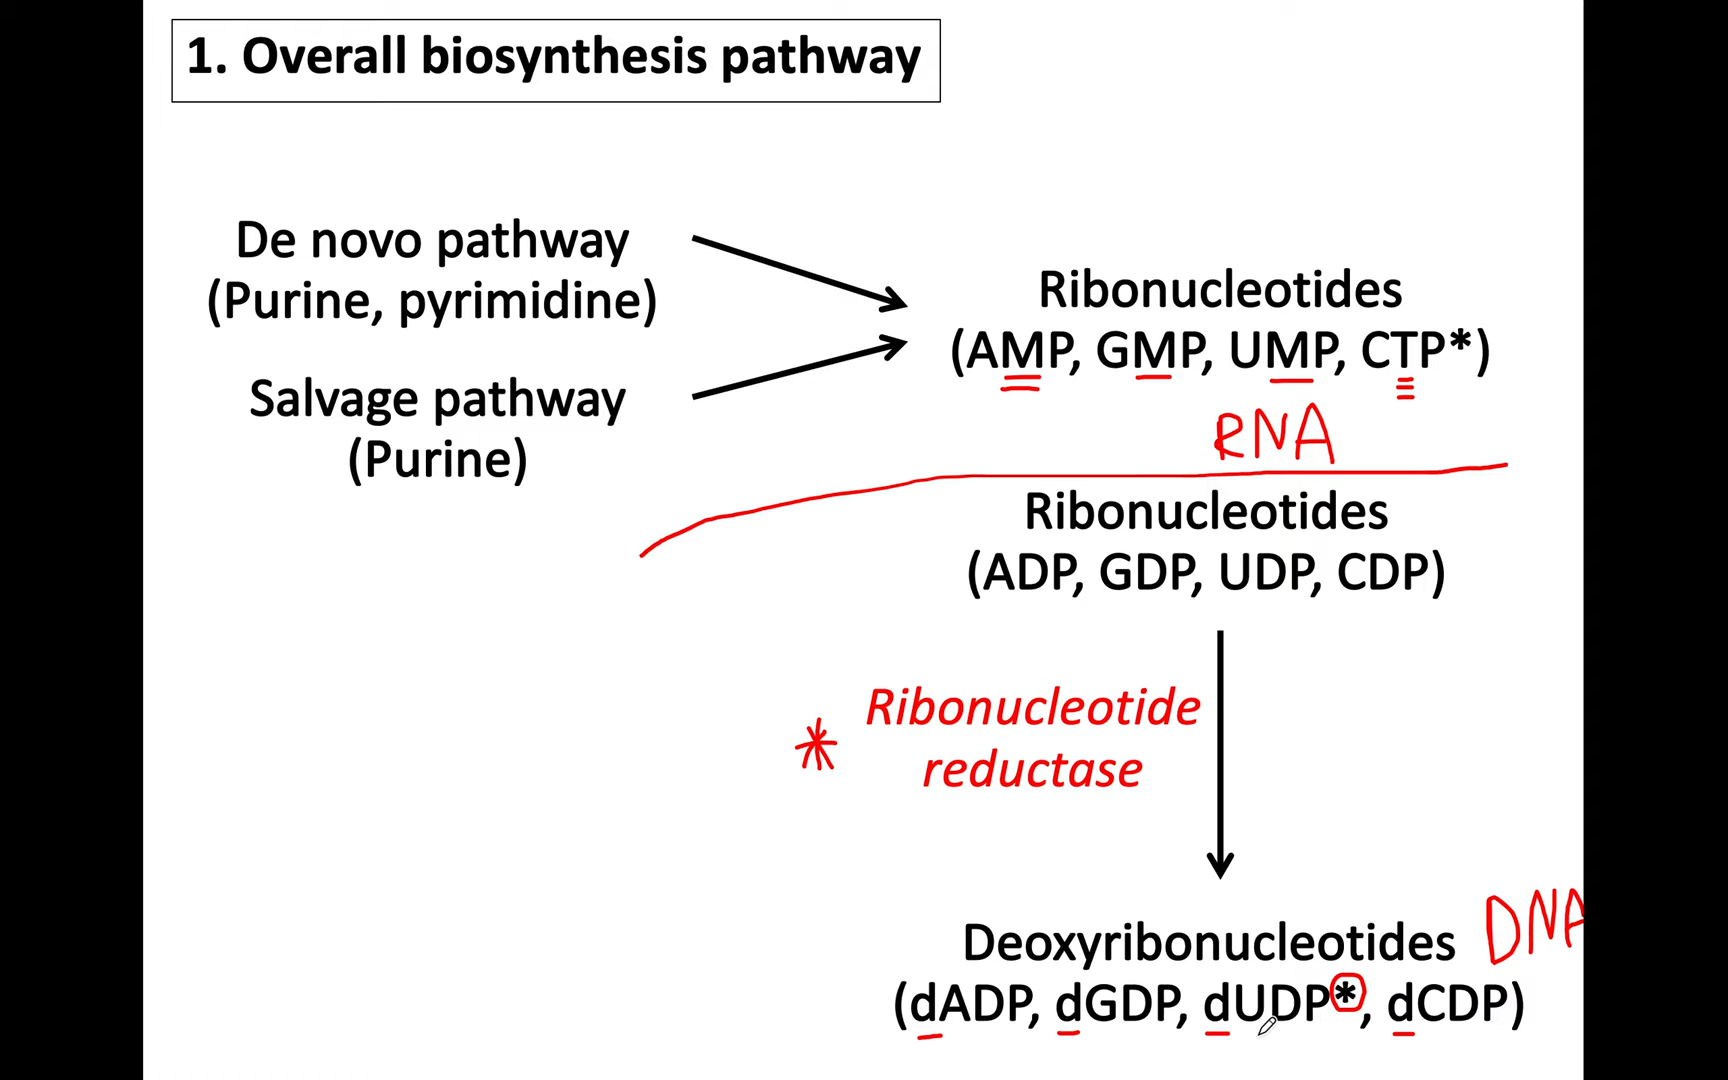 1. Overall biosynthesis pathway
De novo pathway
(Purine, pyrimidine)
Salvage pathway
(Purine)
Ribonucleotides
(AMP, GMP, UMP, CTP*)
RNA
Ribonucleotides
(ADP, GDP, UDP, CDP)
* Ribonucleotide
reductase
Deoxyribonucleotides DNA
(dADP, dGDP, dUDP*, dCDP)